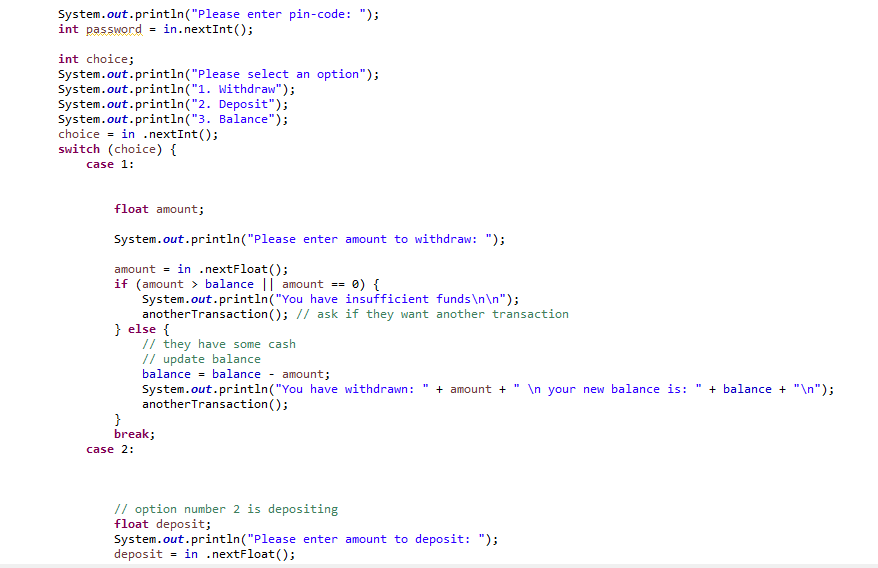 System.out.println("Please enter pin-code: ");
int password = in.nextInt();
int choice;
System.out.println("Please select an option");
System.out.println("1. Withdraw");
System.out.println("2. Deposit");
System.out.println("3. Balance");
choice = in .nextInt();
switch (choice) {
case 1:
float amount;
System.out.println("Please enter amount to withdraw: ");
amount = in .nextFloat();
if (amount > balance || amount == 0) {
System.out.println("You have insufficient funds\n\n");
anotherTransaction(); // ask if they want another transaction
} else {
// they have some cash
// update balance
balance = balance - amount;
System.out.println("You have withdrawn: " + amount + " \n your new balance is: " + balance + "\n");
anotherTransaction();
}
break;
case 2:
// option number 2 is depositing
float deposit;
System.out.println("Please enter amount to deposit: ");
deposit = in .nextFloat();